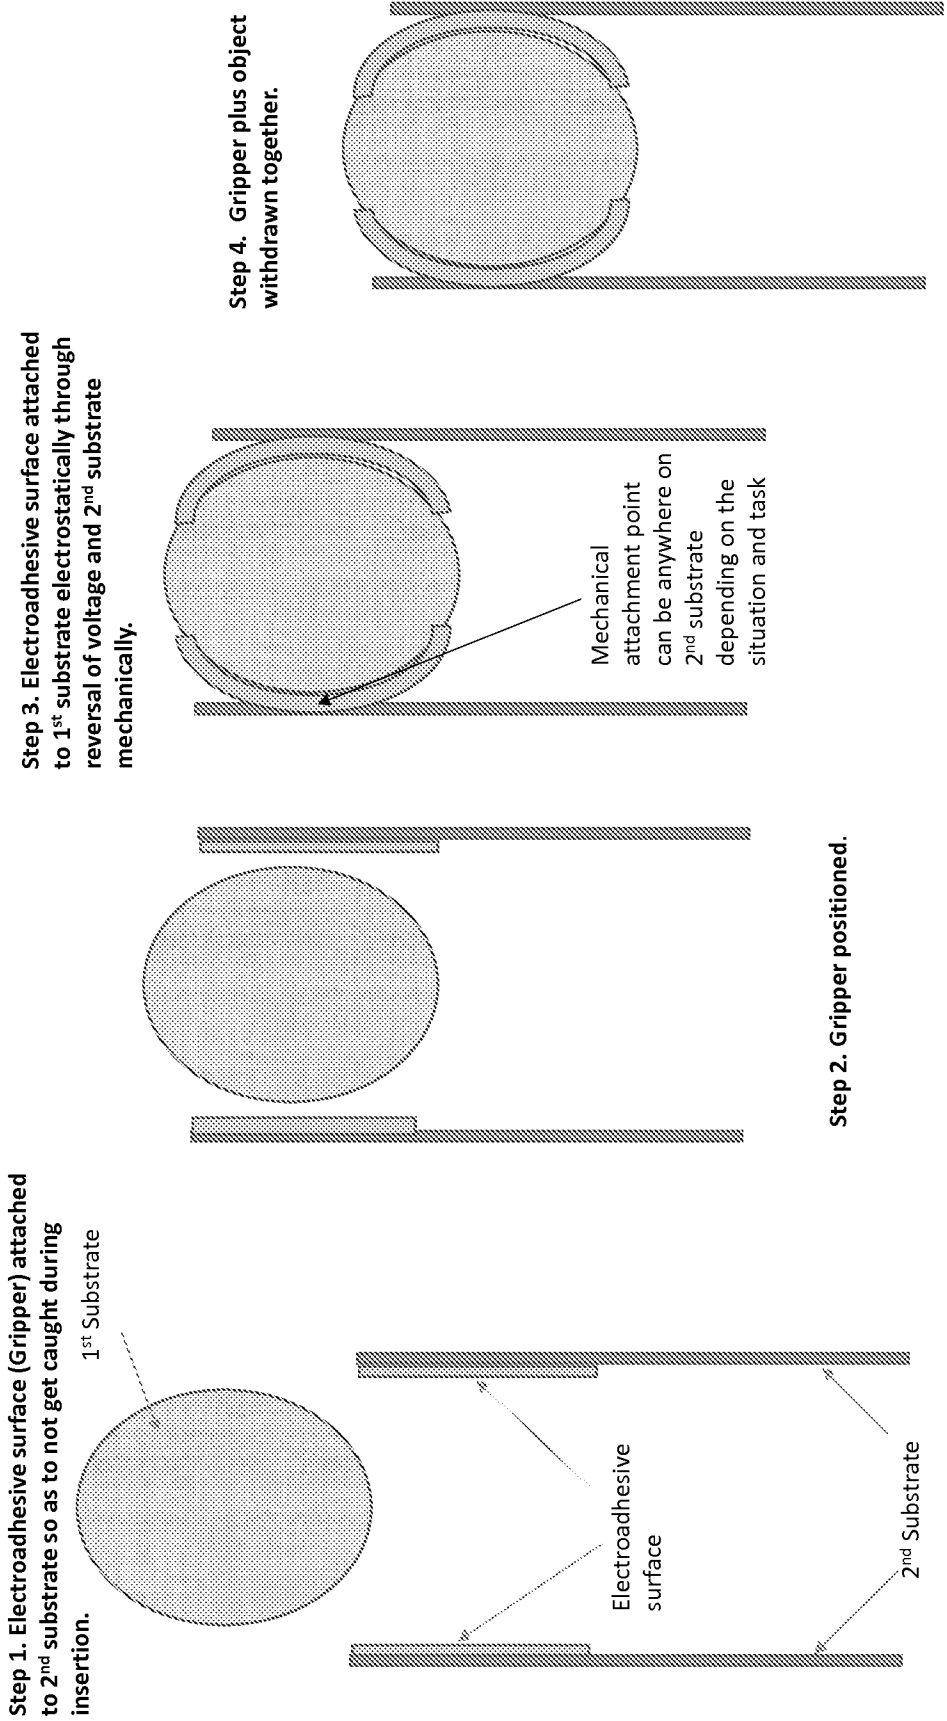 Step 1. Electroadhesive surface (Gripper) attached
to 2nd substrate so as to not get caught during
insertion.
1st Substrate
Electroadhesive
surface
2nd Substrate
Step 2. Gripper positioned.
Step 3. Electroadhesive surface attached
to 1st substrate electrostatically through
reversal of voltage and 2nd substrate
mechanically.
Mechanical
attachment point
can be anywhere on
2nd substrate
depending on the
situation and task
Step 4.  Gripper plus object
withdrawn together.